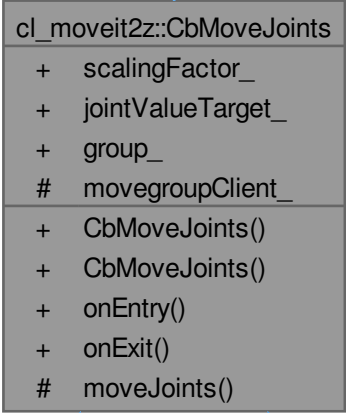 cl_moveit2z::CbMoveJoints
+ scalingFactor_
+ jointValueTarget_
+ group_
# movegroupClient_
+ CbMoveJoints()
+ CbMoveJoints()
+ onEntry()
+ onExit()
# moveJoints()